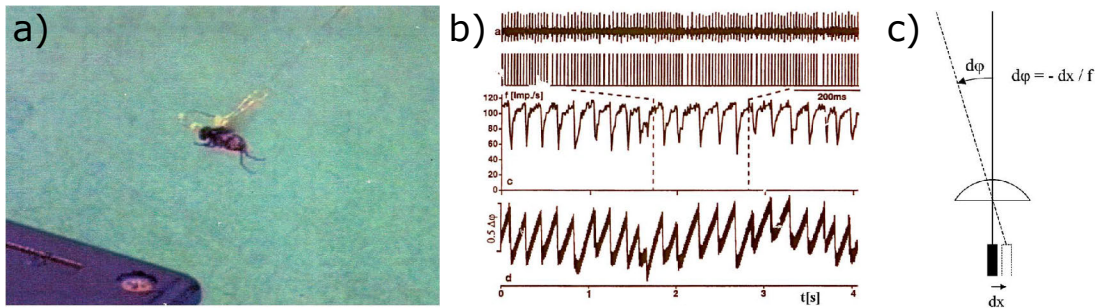 a)
b)
c)
a
f [Imp./s]
200ms
120
100
80
60
40
20
0
c
0.5 Δφ
d
0
1
2
3
4
t[s]
dφ
dφ = - dx / f
dx